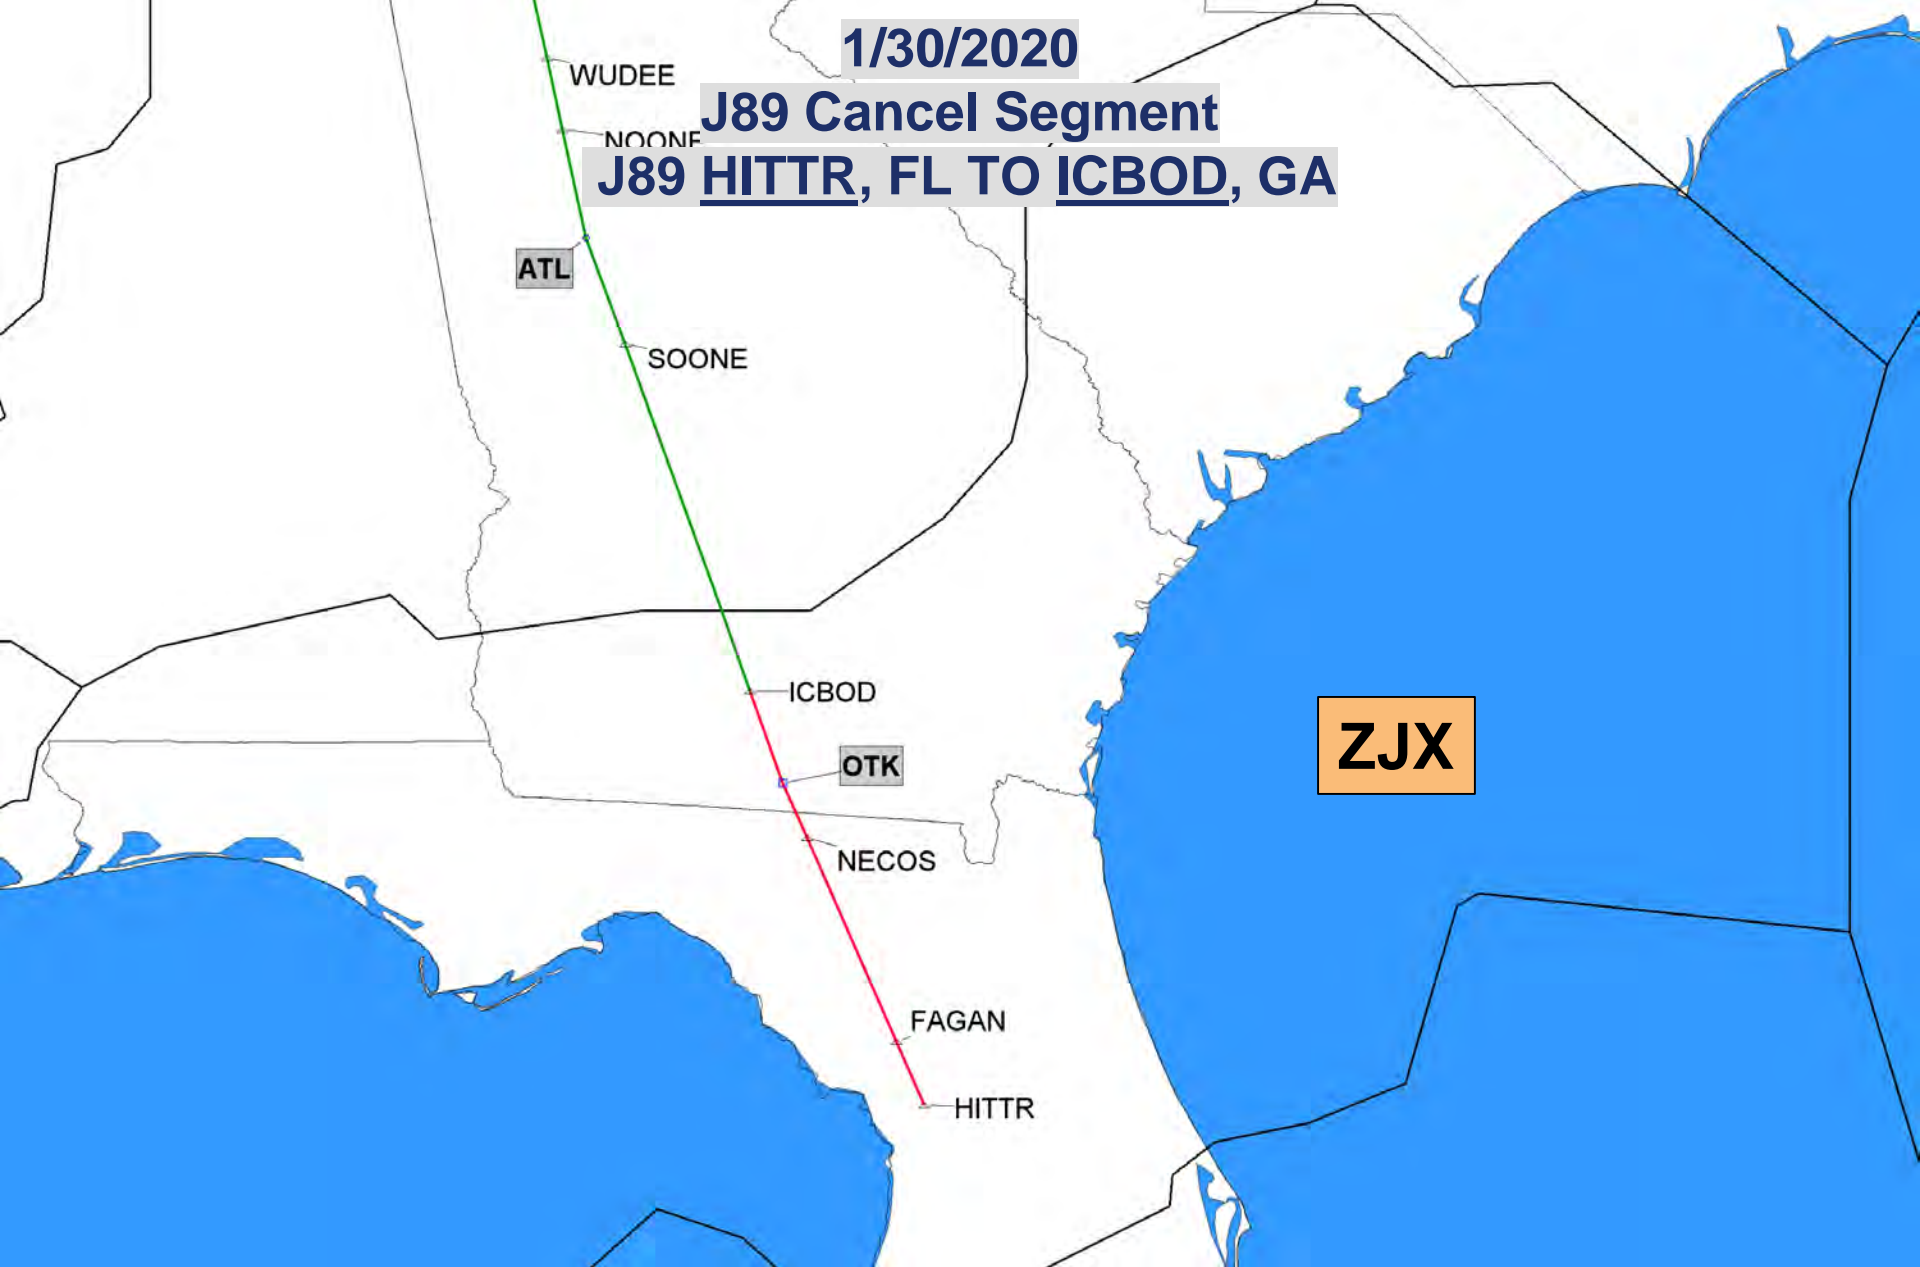 1/30/2020
J89 Cancel Segment
J89 HITTR, FL TO ICBOD, GA
WUDEE
NOONE
ATL
SOONE
ICBOD
OTK
ZJX
NECOS
FAGAN
HITTR